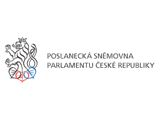 POSLANECKÁ SNĚMOVNA
PARLAMENTU ČESKÉ REPUBLIKY